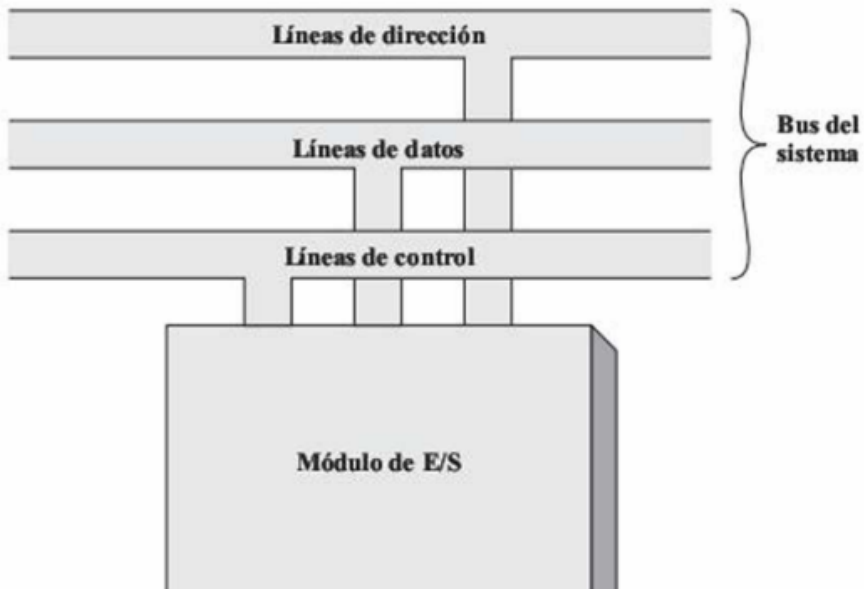 Líneas de dirección
Líneas de datos
Líneas de control
Bus del
sistema
Módulo de E/S